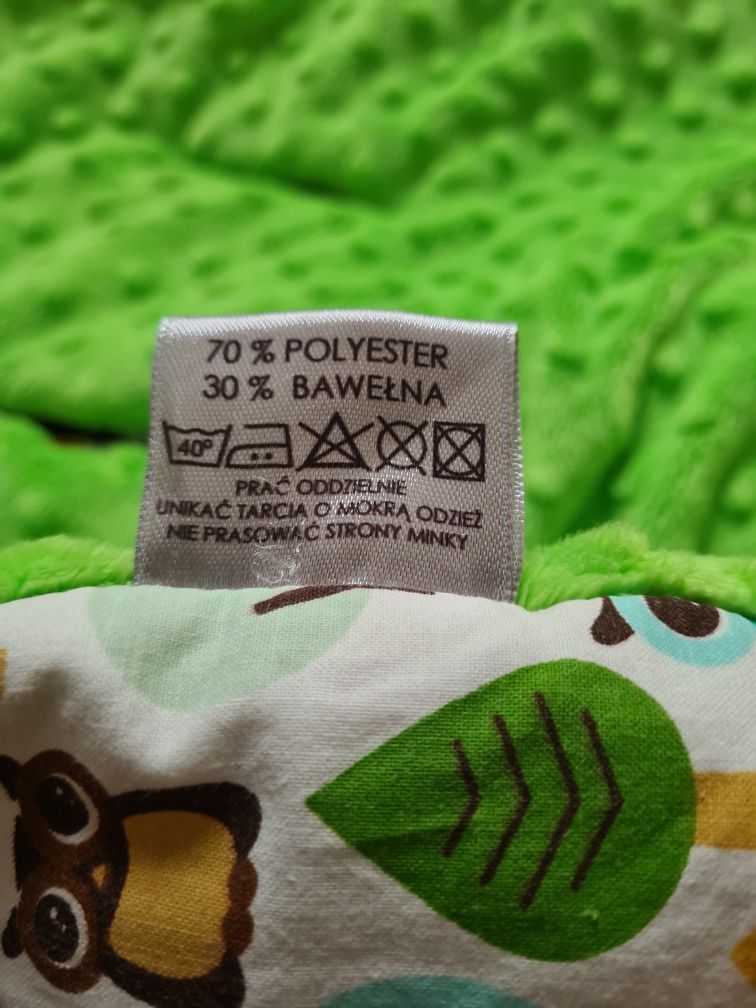 70 % POLYESTER
30 % BAWEŁNA
40°
PRAĆ ODDZIELNIE
UNIKAĆ TARCIA O MOKRĄ ODZIEŻ
NIE PRASOWAĆ STRONY MINKY